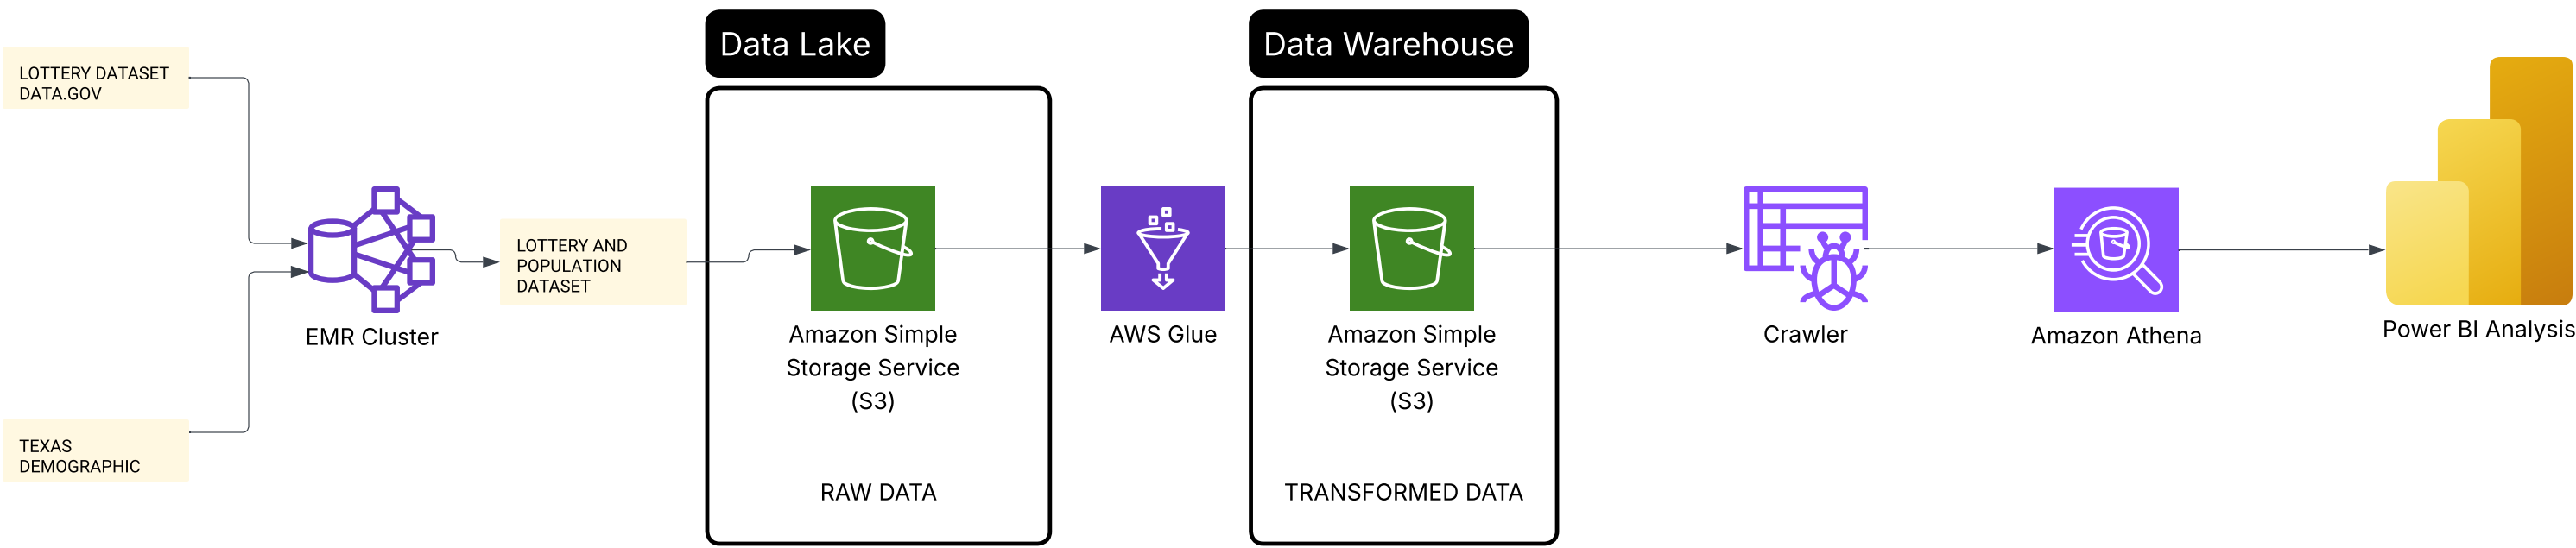 Data Lake
Data Warehouse
LOTTERY DATASET
DATA.GOV
EMR Cluster
TEXAS
DEMOGRAPHIC
LOTTERY AND
POPULATION
DATASET
Amazon Simple
Storage Service
(S3)
RAW DATA
AWS Glue
Amazon Simple
Storage Service
(S3)
TRANSFORMED DATA
Crawler
Amazon Athena
Power BI Analysis